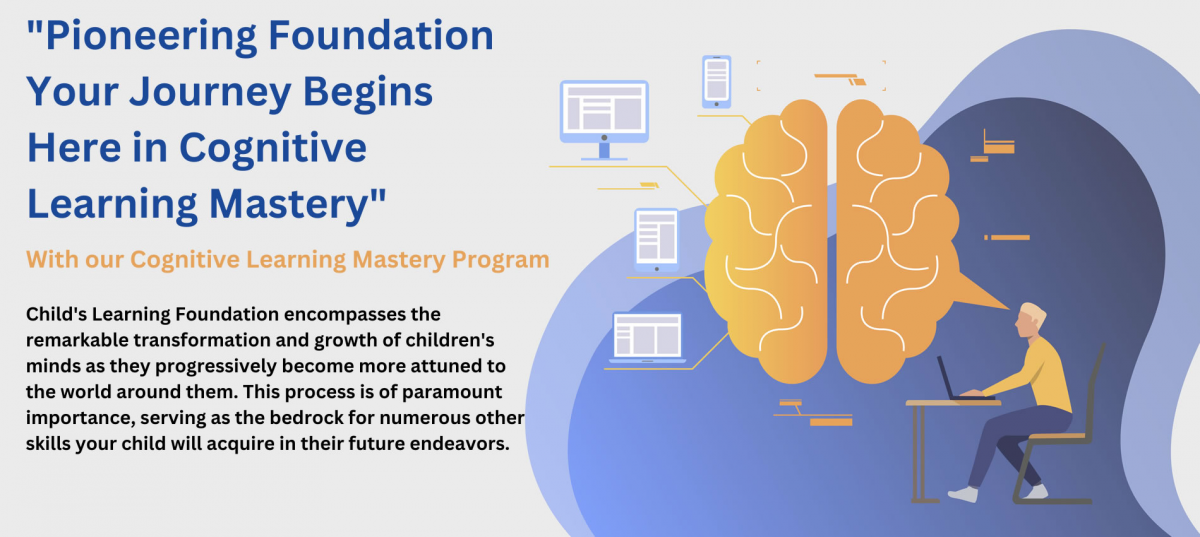 "Pioneering Foundation
Your Journey Begins
Here in Cognitive
Learning Mastery"
With our Cognitive Learning Mastery Program
Child's Learning Foundation encompasses the
remarkable transformation and growth of children's
minds as they progressively become more attuned to
the world around them. This process is of paramount
importance, serving as the bedrock for numerous other
skills your child will acquire in their future endeavors.